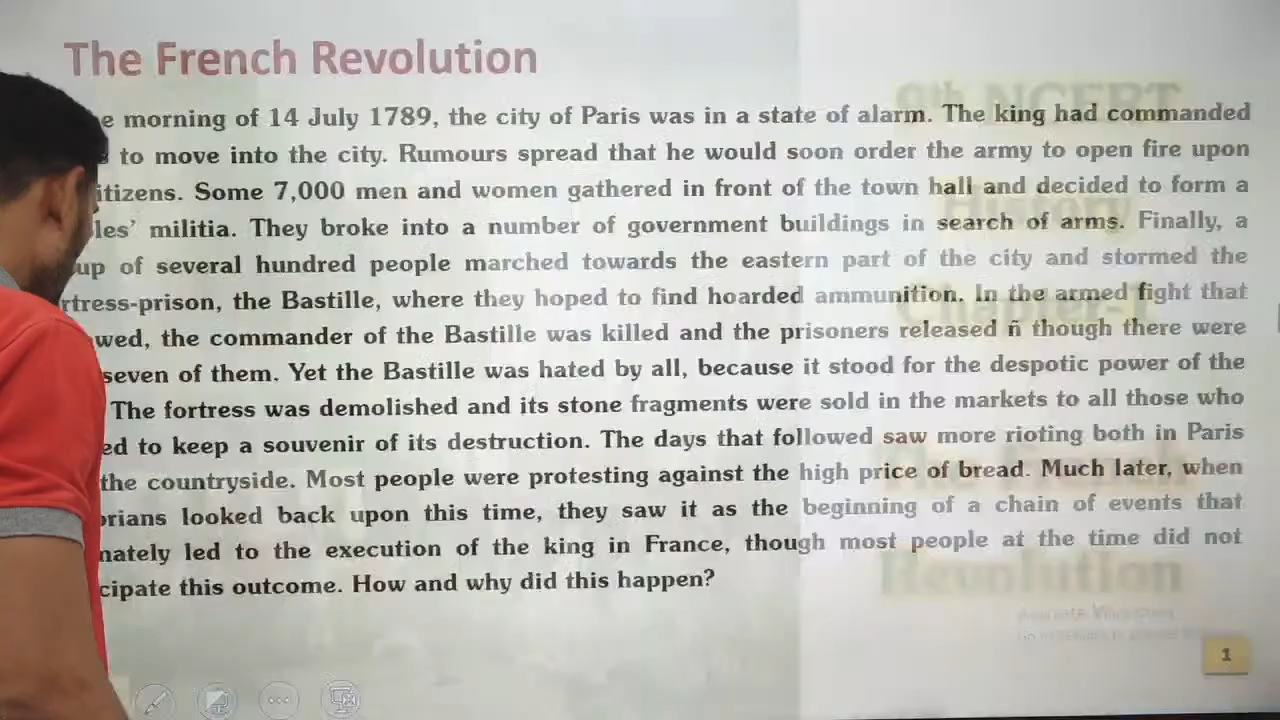 The French Revolution
e morning of 14 July 1789, the city of Paris was in a state of alarm. The king had commanded
to move into the city. Rumours spread that he would soon order the army to open fire upon
itizens. Some 7,000 men and women gathered in front of the town hall and decided to form a
les’ militia. They broke into a number of government buildings in search of arms. Finally, a
up of several hundred people marched towards the eastern part of the city and stormed the
rtress-prison, the Bastille, where they hoped to find hoarded ammunition. In the armed fight that
wed, the commander of the Bastille was killed and the prisoners released ñ though there were
seven of them. Yet the Bastille was hated by all, because it stood for the despotic power of the
The fortress was demolished and its stone fragments were sold in the markets to all those who
ed to keep a souvenir of its destruction. The days that followed saw more rioting both in Paris
the countryside. Most people were protesting against the high price of bread. Much later, when
orians looked back upon this time, they saw it as the beginning of a chain of events that
nately led to the execution of the king in France, though most people at the time did not
cipate this outcome. How and why did this happen?
9th NCERT
History
Chapter-1
The French
Revolution
1